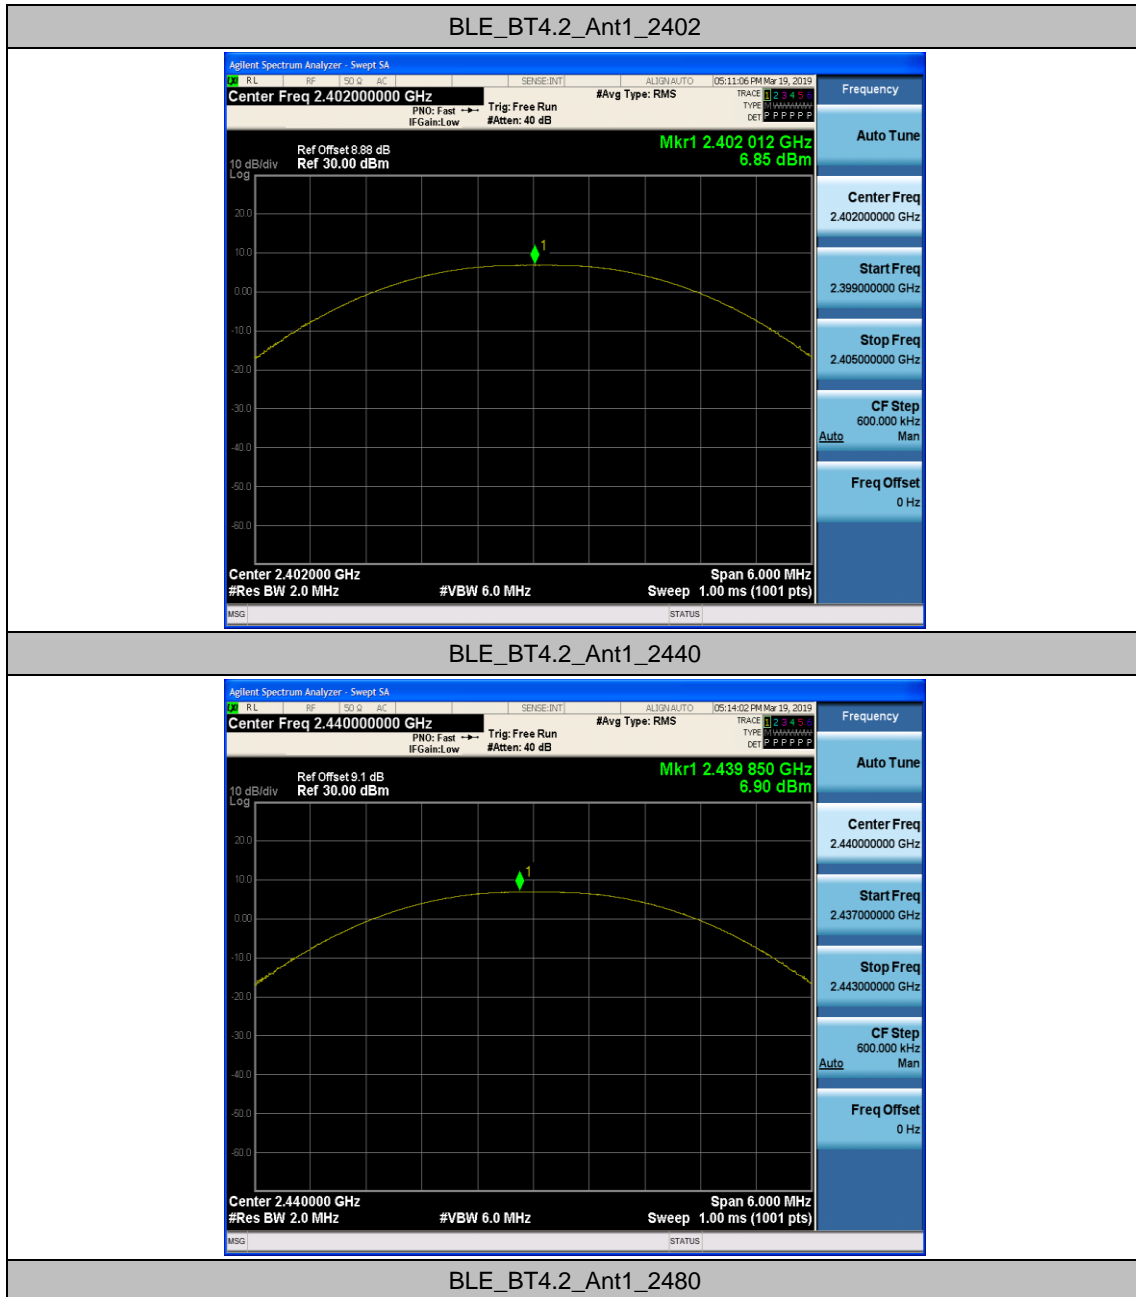 BLE_BT4.2_Ant1_2402
Agilent Spectrum Analyzer - Swept SA
LXI RL RF 50 Ω AC SENSE:INT ALIGN AUTO 05:11:06 PM Mar 19, 2019
Center Freq 2.402000000 GHz
PNO: Fast
IFGain:Low
Trig: Free Run
#Atten: 40 dB
#Avg Type: RMS
TRACE 1 2 3 4 5 6
TYPE M WWWWW
DET P P P P P P
Frequency
Mkr1 2.402 012 GHz
6.85 dBm
Ref Offset 8.88 dB
10 dB/div Ref 30.00 dBm
Log
20.0
10.0
0.00
-10.0
-20.0
-30.0
-40.0
-50.0
-60.0
1
Center 2.402000 GHz
Span 6.000 MHz
#Res BW 2.0 MHz
#VBW 6.0 MHz
Sweep 1.00 ms (1001 pts)
MSG
STATUS
Auto Tune
Center Freq
2.402000000 GHz
Start Freq
2.399000000 GHz
Stop Freq
2.405000000 GHz
CF Step
600.000 kHz
Auto Man
Freq Offset
0 Hz
BLE_BT4.2_Ant1_2440
Agilent Spectrum Analyzer - Swept SA
LXI RL RF 50 Ω AC SENSE:INT ALIGN AUTO 05:14:02 PM Mar 19, 2019
Center Freq 2.440000000 GHz
PNO: Fast
IFGain:Low
Trig: Free Run
#Atten: 40 dB
#Avg Type: RMS
TRACE 1 2 3 4 5 6
TYPE M WWWWW
DET P P P P P P
Frequency
Mkr1 2.439 850 GHz
6.90 dBm
Ref Offset 9.1 dB
10 dB/div Ref 30.00 dBm
Log
20.0
10.0
0.00
-10.0
-20.0
-30.0
-40.0
-50.0
-60.0
1
Center 2.440000 GHz
Span 6.000 MHz
#Res BW 2.0 MHz
#VBW 6.0 MHz
Sweep 1.00 ms (1001 pts)
MSG
STATUS
Auto Tune
Center Freq
2.440000000 GHz
Start Freq
2.437000000 GHz
Stop Freq
2.443000000 GHz
CF Step
600.000 kHz
Auto Man
Freq Offset
0 Hz
BLE_BT4.2_Ant1_2480